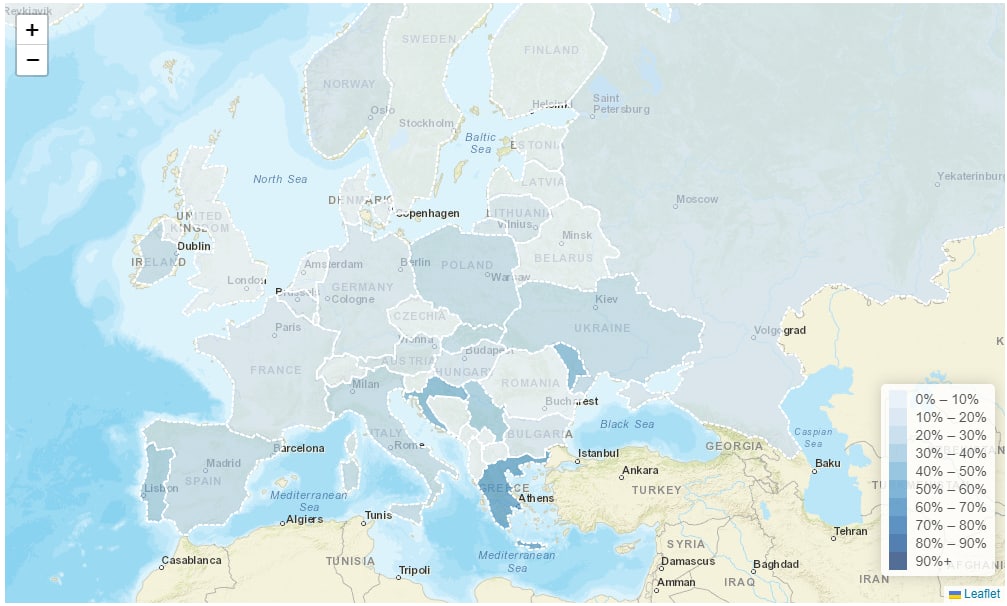 Reykjavik
+
−
SWEDEN
FINLAND
NORWAY
Oslo
Helsinki
Saint
Petersburg
Stockholm
Baltic
Sea
ESTONIA
North Sea
LATVIA
Yekaterinburg
Moscow
DENMARK
Copenhagen
LITHUANIA
Vilnius
UNITED
KINGDOM
Minsk
Dublin
IRELAND
BELARUS
Amsterdam
Berlin
POLAND
Warsaw
London
Brussels
GERMANY
Cologne
Kiev
CZECHIA
UKRAINE
Paris
Vienna
Volgograd
Budapest
AUSTRIA
FRANCE
HUNGARY
Milan
ROMANIA
Bucharest
Black Sea
ITALY
Rome
BULGARIA
Barcelona
Caspian
Sea
GEORGIA
Istanbul
Madrid
SPAIN
Lisbon
Ankara
Baku
TURKEY
GREECE
Athens
Mediterranean
Sea
Algiers
Tunis
Tehran
SYRIA
Mediterranean
Sea
Casablanca
TUNISIA
Damascus
Baghdad
Tripoli
Amman
IRAQ
IRAN
AFGHANISTAN
0% – 10%
10% – 20%
20% – 30%
30% – 40%
40% – 50%
50% – 60%
60% – 70%
70% – 80%
80% – 90%
90%+
Leaflet